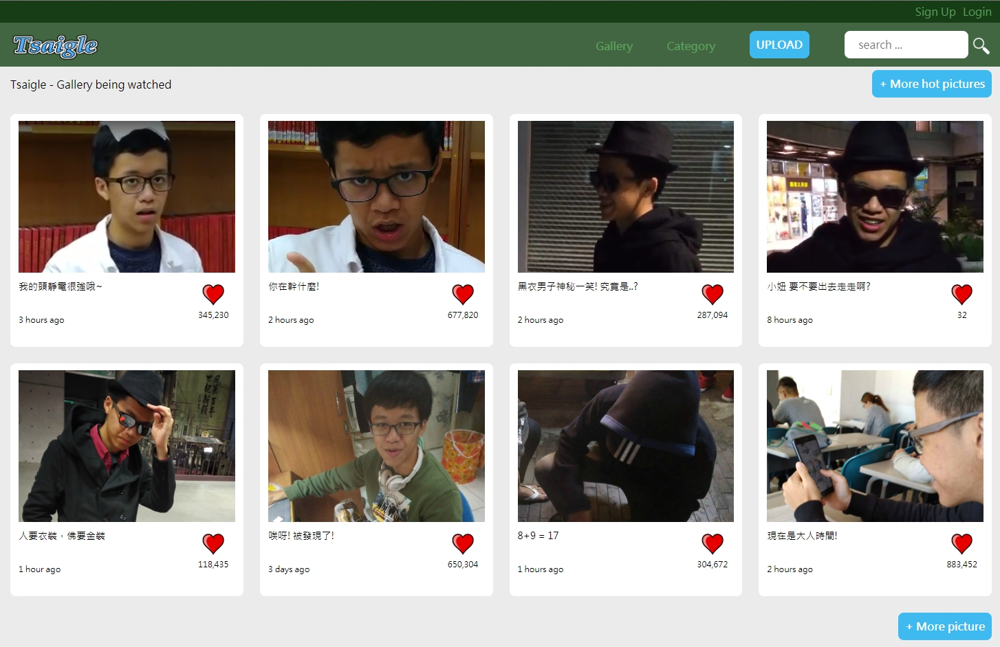 Sign Up Login
Tsaigle
Gallery Category UPLOAD search ...
Tsaigle - Gallery being watched
+ More hot pictures
我的頭靜電很強哦~
345,230
3 hours ago
你在幹什麼!
677,820
2 hours ago
黑衣男子神秘一笑! 究竟是..?
287,094
2 hours ago
小妞 要不要出去走走啊?
32
8 hours ago
人要衣裝，佛要金裝
118,435
1 hour ago
唉呀! 被發現了!
650,304
3 days ago
8+9 = 17
304,672
1 hours ago
現在是大人時間!
883,452
2 hours ago
+ More picture